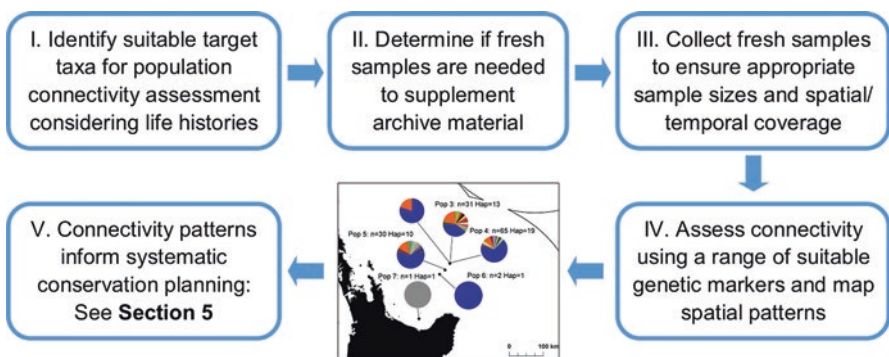 I. Identify suitable target
taxa for population
connectivity assessment
considering life histories
II. Determine if fresh
samples are needed
to supplement
archive material
III. Collect fresh samples
to ensure appropriate
sample sizes and spatial/
temporal coverage
IV. Assess connectivity
using a range of suitable
genetic markers and map
spatial patterns
Pop 3: n=31 Hap=13
Pop 4: n=65 Hap=19
Pop 5: n=30 Hap=10
Pop 6: n=2 Hap=1
Pop 7: n=1 Hap=1
0 100 km
V. Connectivity patterns
inform systematic
conservation planning:
See Section 5